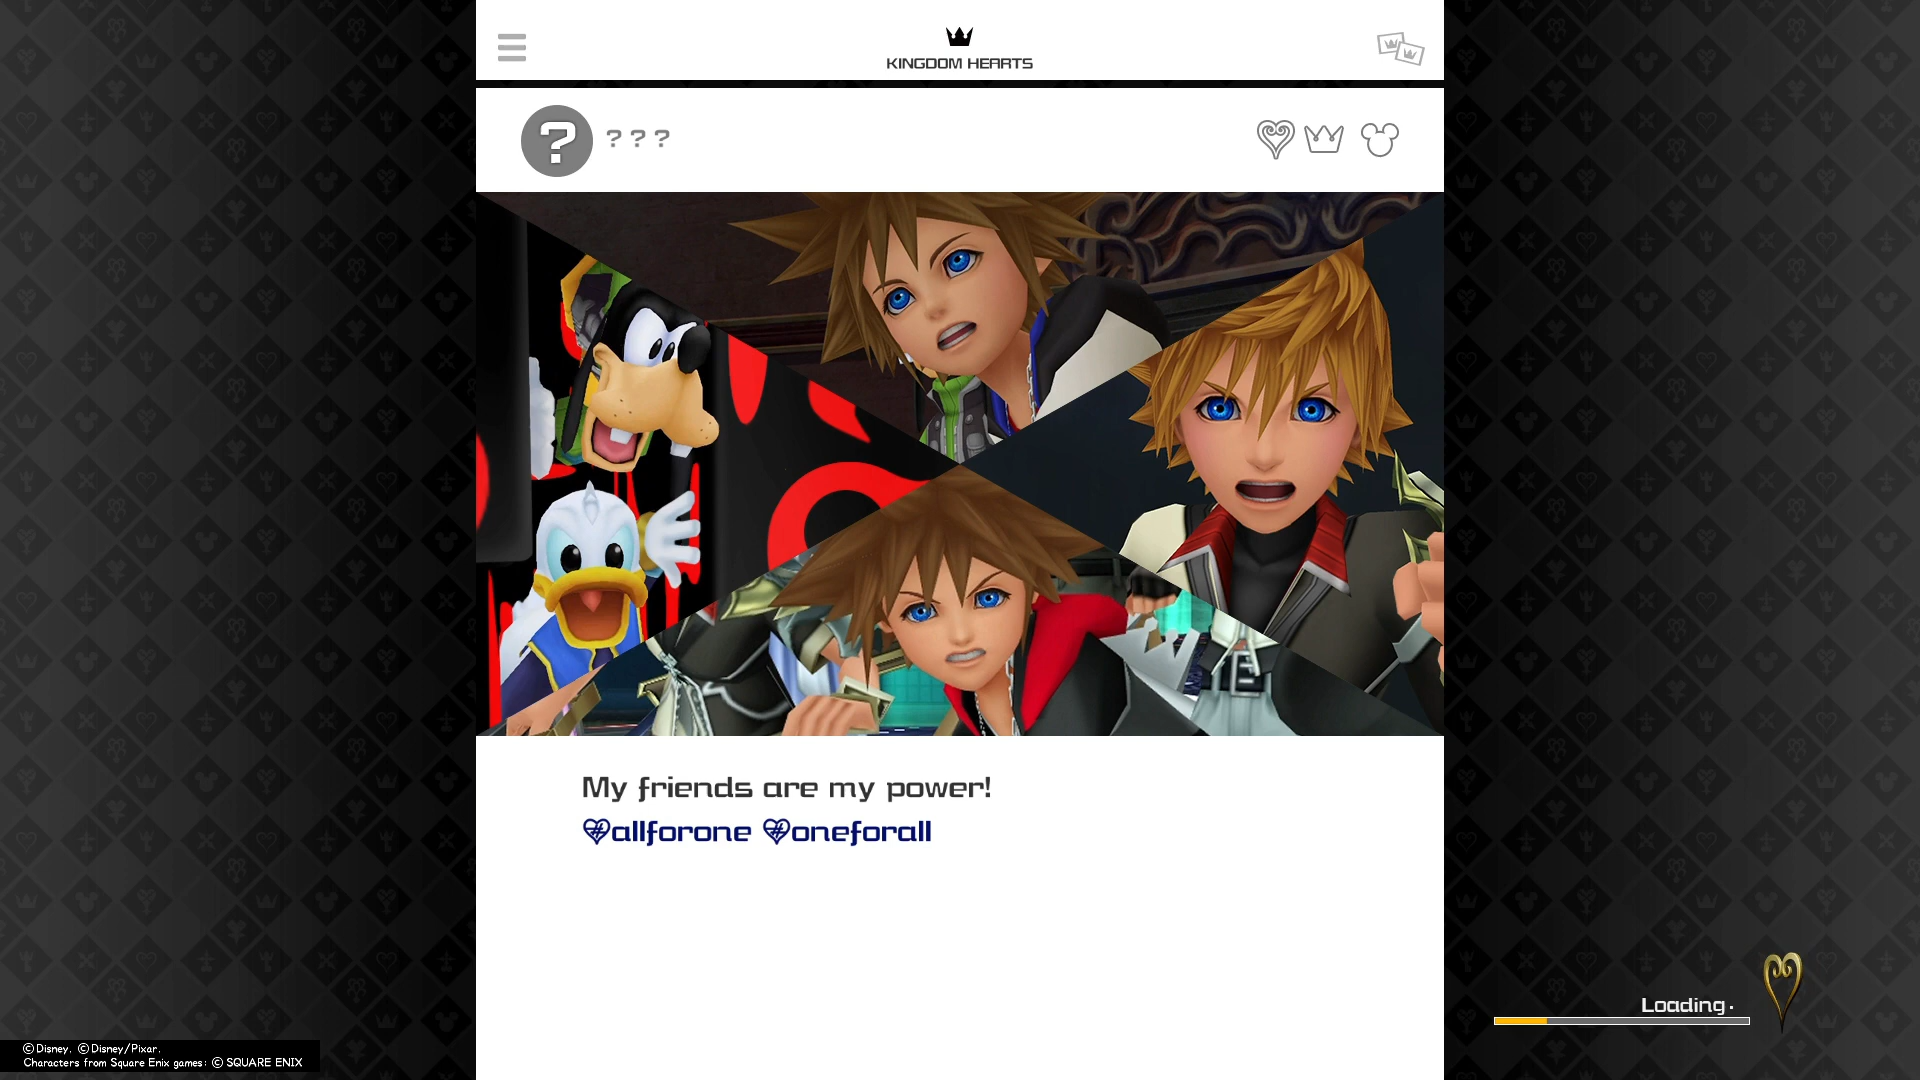 KINGDOM HEARTS
?
? ? ?
My friends are my power!
#allforone #oneforall
Loading.
©Disney. ©Disney/Pixar.
Characters from Square Enix games: © SQUARE ENIX